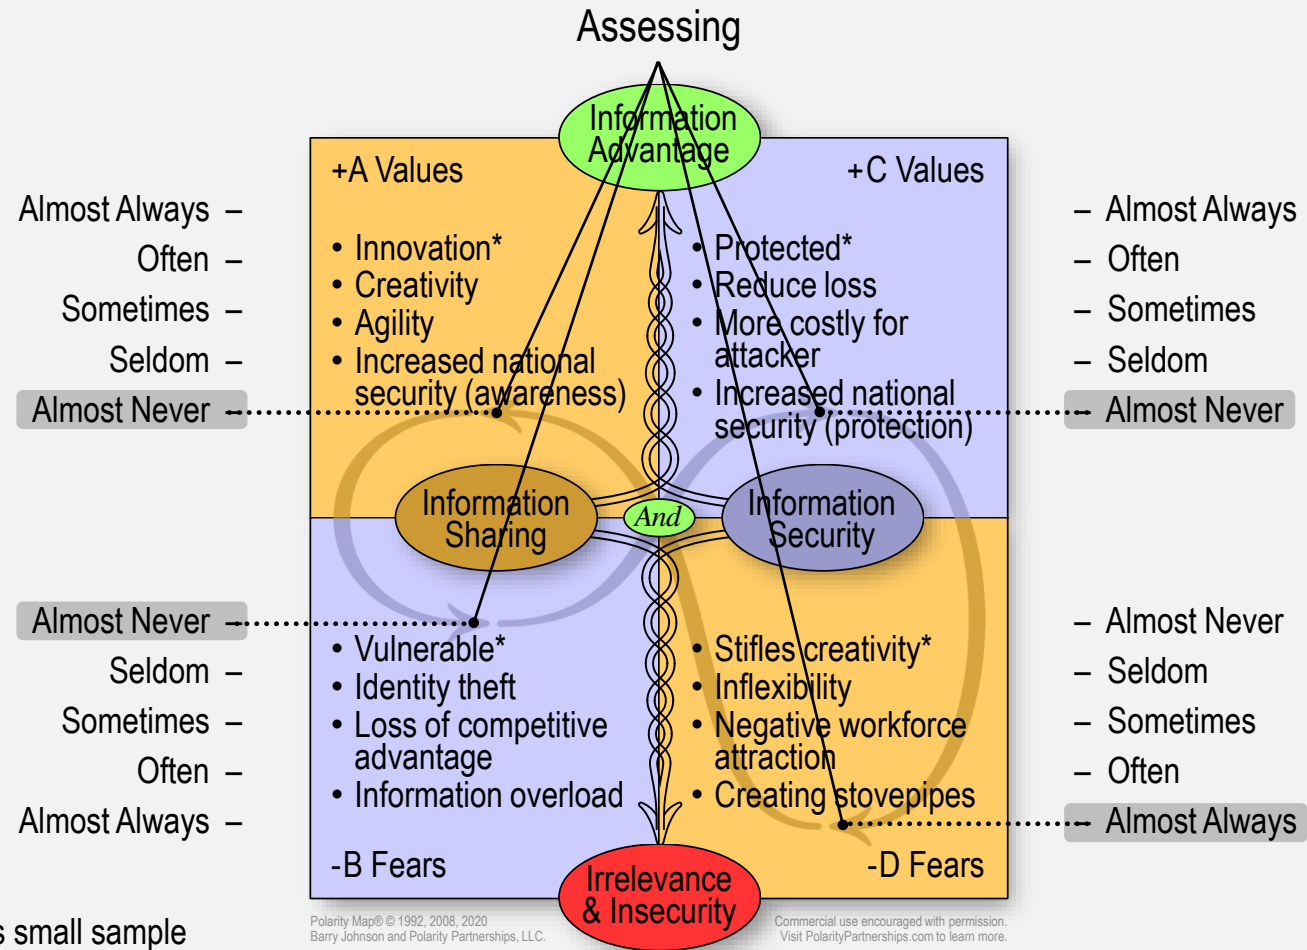 Assessing
Information
Advantage
+A Values
+C Values
Almost Always –
Often –
Sometimes –
Seldom –
Almost Never –
• Innovation*
• Creativity
• Agility
• Increased national
security (awareness)
• Protected*
• Reduce loss
• More costly for
attacker
• Increased national
security (protection)
– Almost Always
– Often
– Sometimes
– Seldom
– Almost Never
Information
Sharing
And
Information
Security
Almost Never –
Seldom –
Sometimes –
Often –
Almost Always –
• Vulnerable*
• Identity theft
• Loss of competitive
advantage
• Information overload
• Stifles creativity*
• Inflexibility
• Negative workforce
attraction
• Creating stovepipes
– Almost Never
– Seldom
– Sometimes
– Often
– Almost Always
-B Fears
-D Fears
Irrelevance
& Insecurity
Polarity Map® © 1992, 2008, 2020
Barry Johnson and Polarity Partnerships, LLC.
Commercial use encouraged with permission.
Visit PolarityPartnerships.com to learn more.
small sample